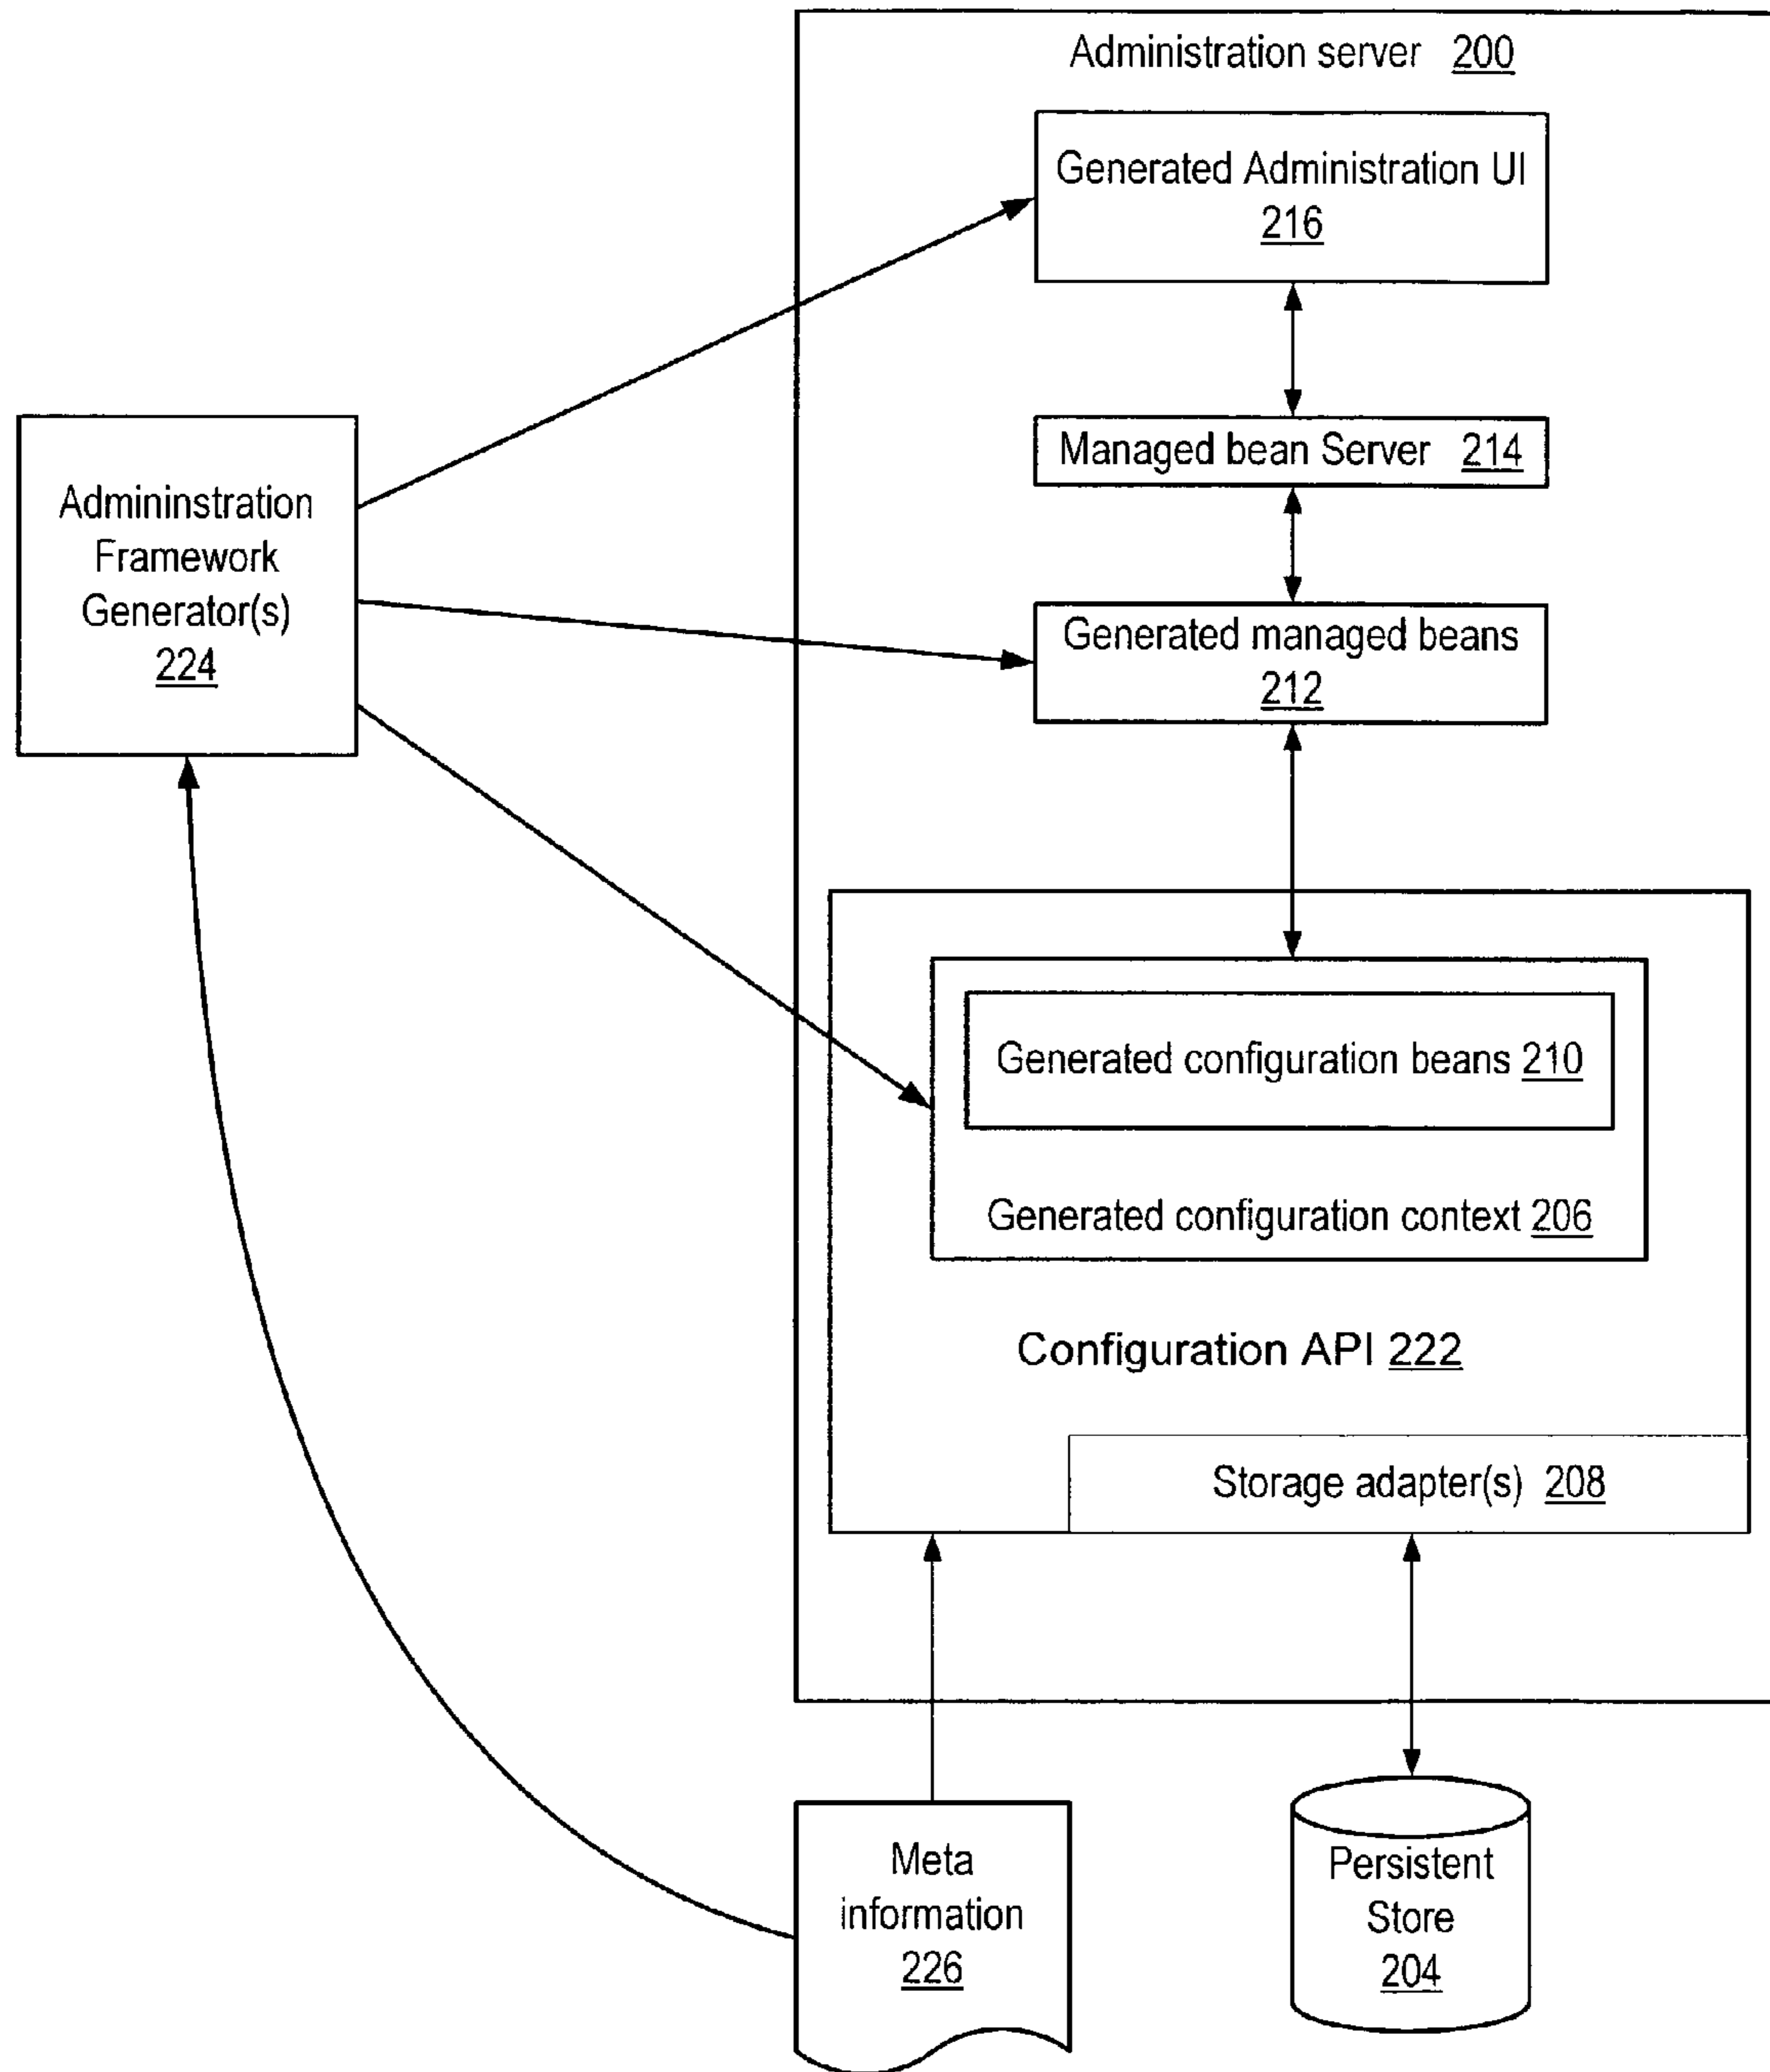 Administration server 200
Generated Administration UI
216
Managed bean Server 214
Admininstration
Framework
Generator(s)
224
Generated managed beans
212
Generated configuration beans 210
Generated configuration context 206
Configuration API 222
Storage adapter(s) 208
Meta
information
226
Persistent
Store
204